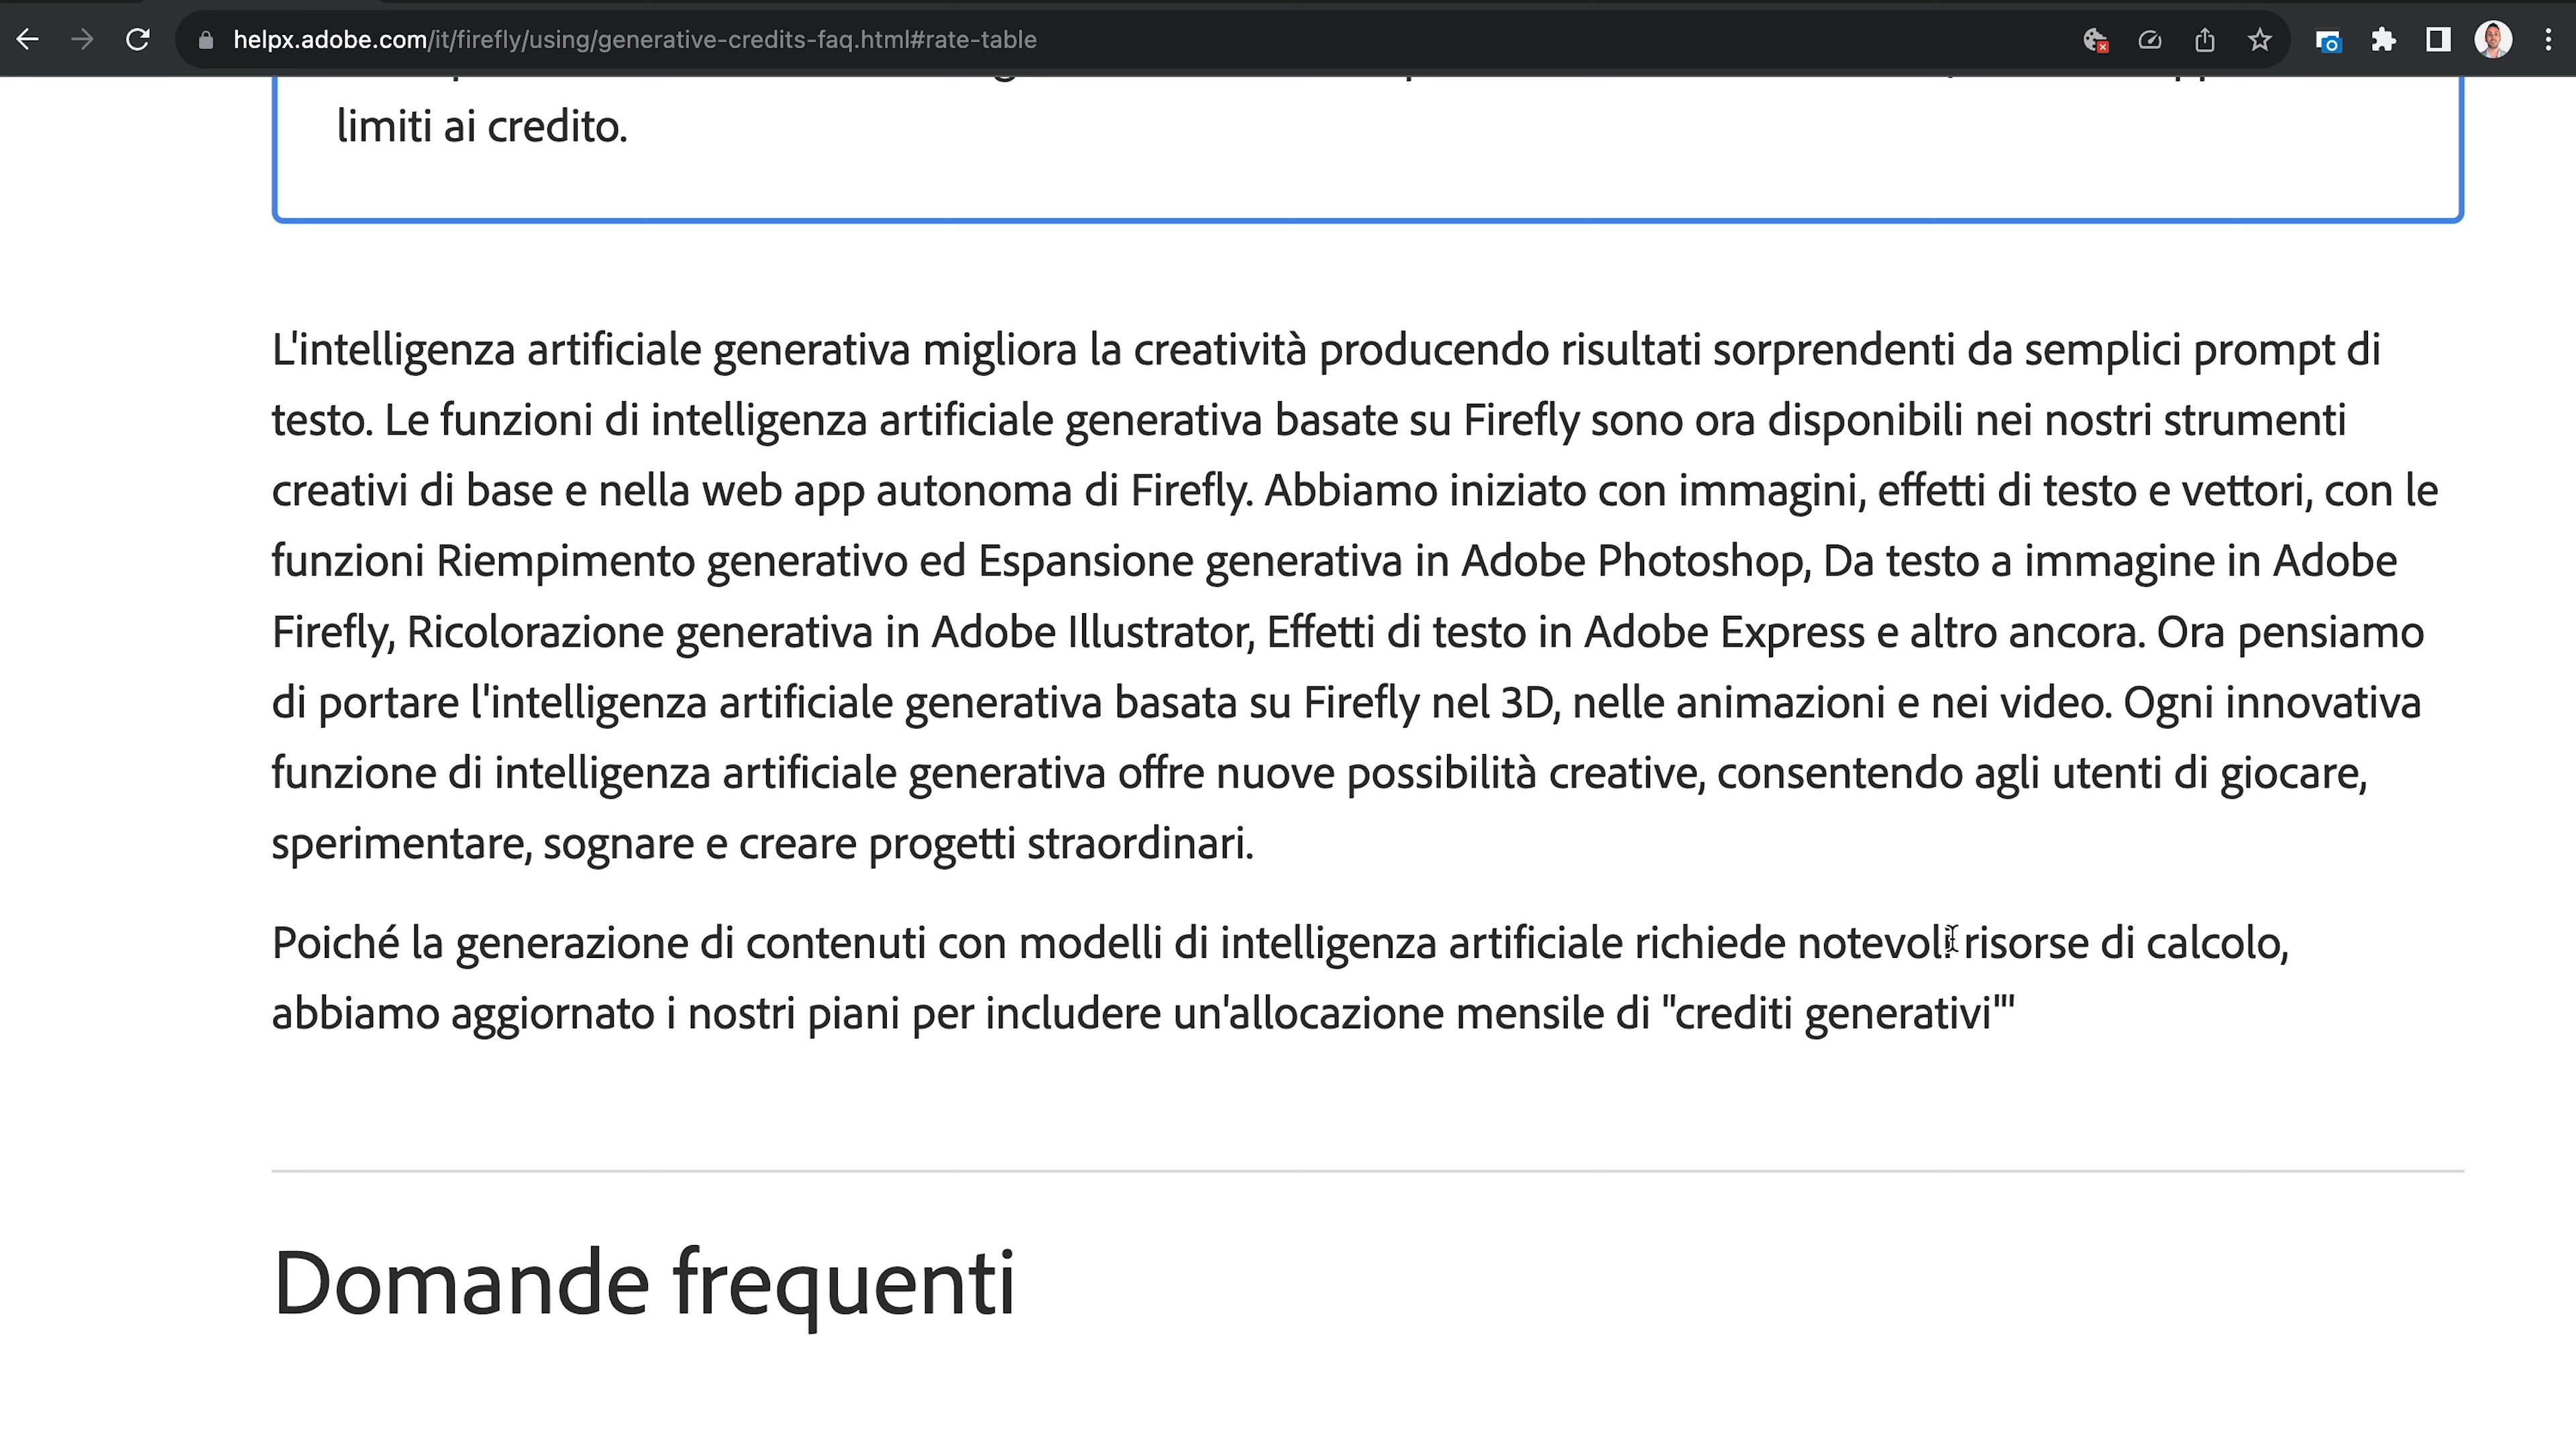 helpx.adobe.com/it/firefly/using/generative-credits-faq.html#rate-table
limiti ai credito.
L'intelligenza artificiale generativa migliora la creatività producendo risultati sorprendenti da semplici prompt di
testo. Le funzioni di intelligenza artificiale generativa basate su Firefly sono ora disponibili nei nostri strumenti
creativi di base e nella web app autonoma di Firefly. Abbiamo iniziato con immagini, effetti di testo e vettori, con le
funzioni Riempimento generativo ed Espansione generativa in Adobe Photoshop, Da testo a immagine in Adobe
Firefly, Ricolorazione generativa in Adobe Illustrator, Effetti di testo in Adobe Express e altro ancora. Ora pensiamo
di portare l'intelligenza artificiale generativa basata su Firefly nel 3D, nelle animazioni e nei video. Ogni innovativa
funzione di intelligenza artificiale generativa offre nuove possibilità creative, consentendo agli utenti di giocare,
sperimentare, sognare e creare progetti straordinari.
Poiché la generazione di contenuti con modelli di intelligenza artificiale richiede notevoli risorse di calcolo,
abbiamo aggiornato i nostri piani per includere un'allocazione mensile di "crediti generativi"'
Domande frequenti